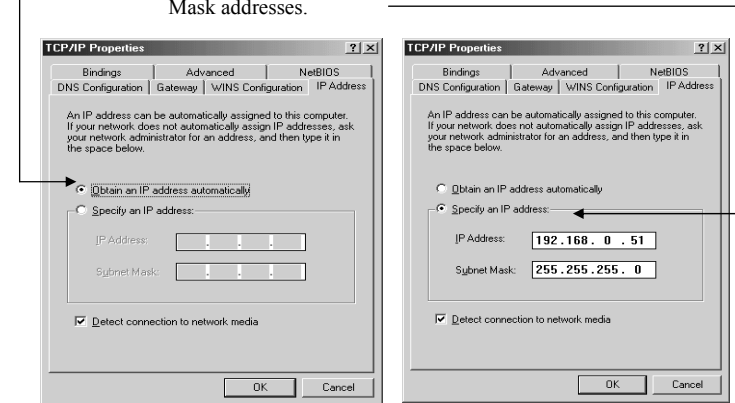 Mask addresses.
TCP/IP Properties
Bindings Advanced NetBIOS
DNS Configuration Gateway WINS Configuration IP Address
An IP address can be automatically assigned to this computer.
If your network does not automatically assign IP addresses, ask
your network administrator for an address, and then type it in
the space below.
Obtain an IP address automatically
Specify an IP address:
IP Address: . . .
Subnet Mask: . . .
Detect connection to network media
OK Cancel
TCP/IP Properties
Bindings Advanced NetBIOS
DNS Configuration Gateway WINS Configuration IP Address
An IP address can be automatically assigned to this computer.
If your network does not automatically assign IP addresses, ask
your network administrator for an address, and then type it in
the space below.
Obtain an IP address automatically
Specify an IP address:
IP Address: 192.168. 0 .51
Subnet Mask: 255.255.255. 0
Detect connection to network media
OK Cancel